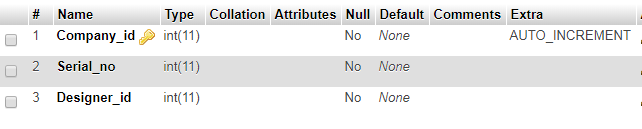 # Name Type Collation Attributes Null Default Comments Extra
1 Company_id int(11) No None AUTO_INCREMENT
2 Serial_no int(11) No None
3 Designer_id int(11) No None